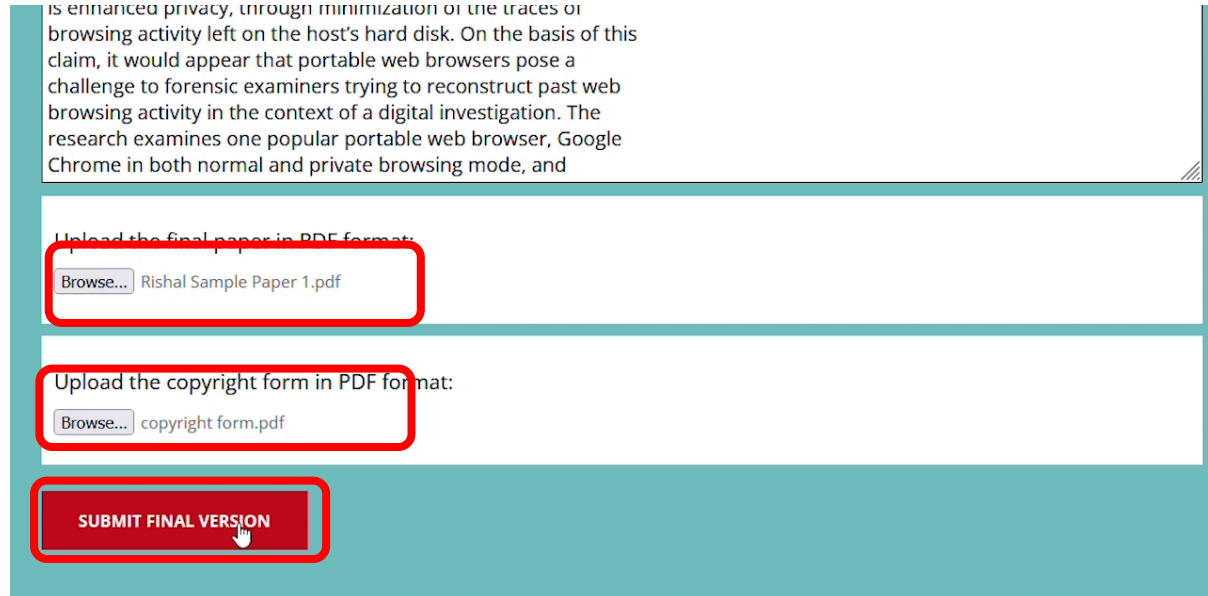 is enhanced privacy, through minimization of the traces of
browsing activity left on the host's hard disk. On the basis of this
claim, it would appear that portable web browsers pose a
challenge to forensic examiners trying to reconstruct past web
browsing activity in the context of a digital investigation. The
research examines one popular portable web browser, Google
Chrome in both normal and private browsing mode, and
Upload the final paper in PDF format:
Browse... Rishal Sample Paper 1.pdf
Upload the copyright form in PDF format:
Browse... copyright form.pdf
SUBMIT FINAL VERSION